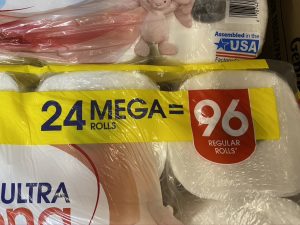 Assembled in the
USA
24 MEGA = 96
ROLLS
REGULAR
ROLLS*
ULTRA